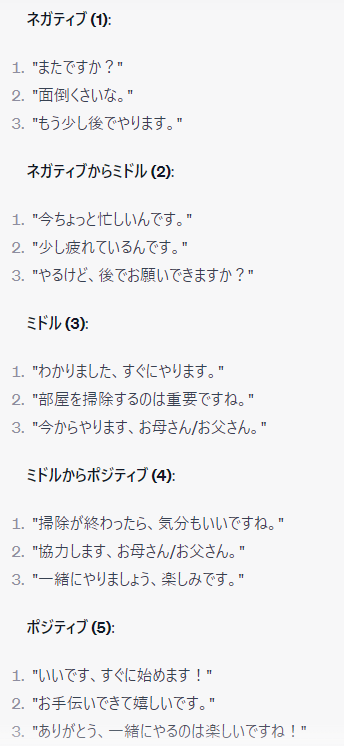 ネガティブ (1):
1. "またですか？"
2. "面倒くさいな。"
3. "もう少し後でやります。"
ネガティブからミドル (2):
1. "今ちょっと忙しいんです。"
2. "少し疲れているんです。"
3. "やるけど、後でお願いできますか？"
ミドル (3):
1. "わかりました、すぐにやります。"
2. "部屋を掃除するのは重要ですね。"
3. "今からやります、お母さん/お父さん。"
ミドルからポジティブ (4):
1. "掃除が終わったら、気分もいいですね。"
2. "協力します、お母さん/お父さん。"
3. "一緒にやりましょう、楽しみです。"
ポジティブ (5):
1. "いいです、すぐに始めます！"
2. "お手伝いできて嬉しいです。"
3. "ありがとう、一緒にやるのは楽しいですね！"